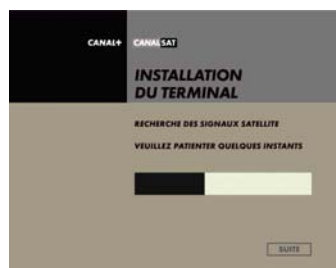 CANAL+ CANALSAT
INSTALLATION
DU TERMINAL
RECHERCHE DES SIGNAUX SATELLITE
VEUILLEZ PATIENTER QUELQUES INSTANTS
SUITE